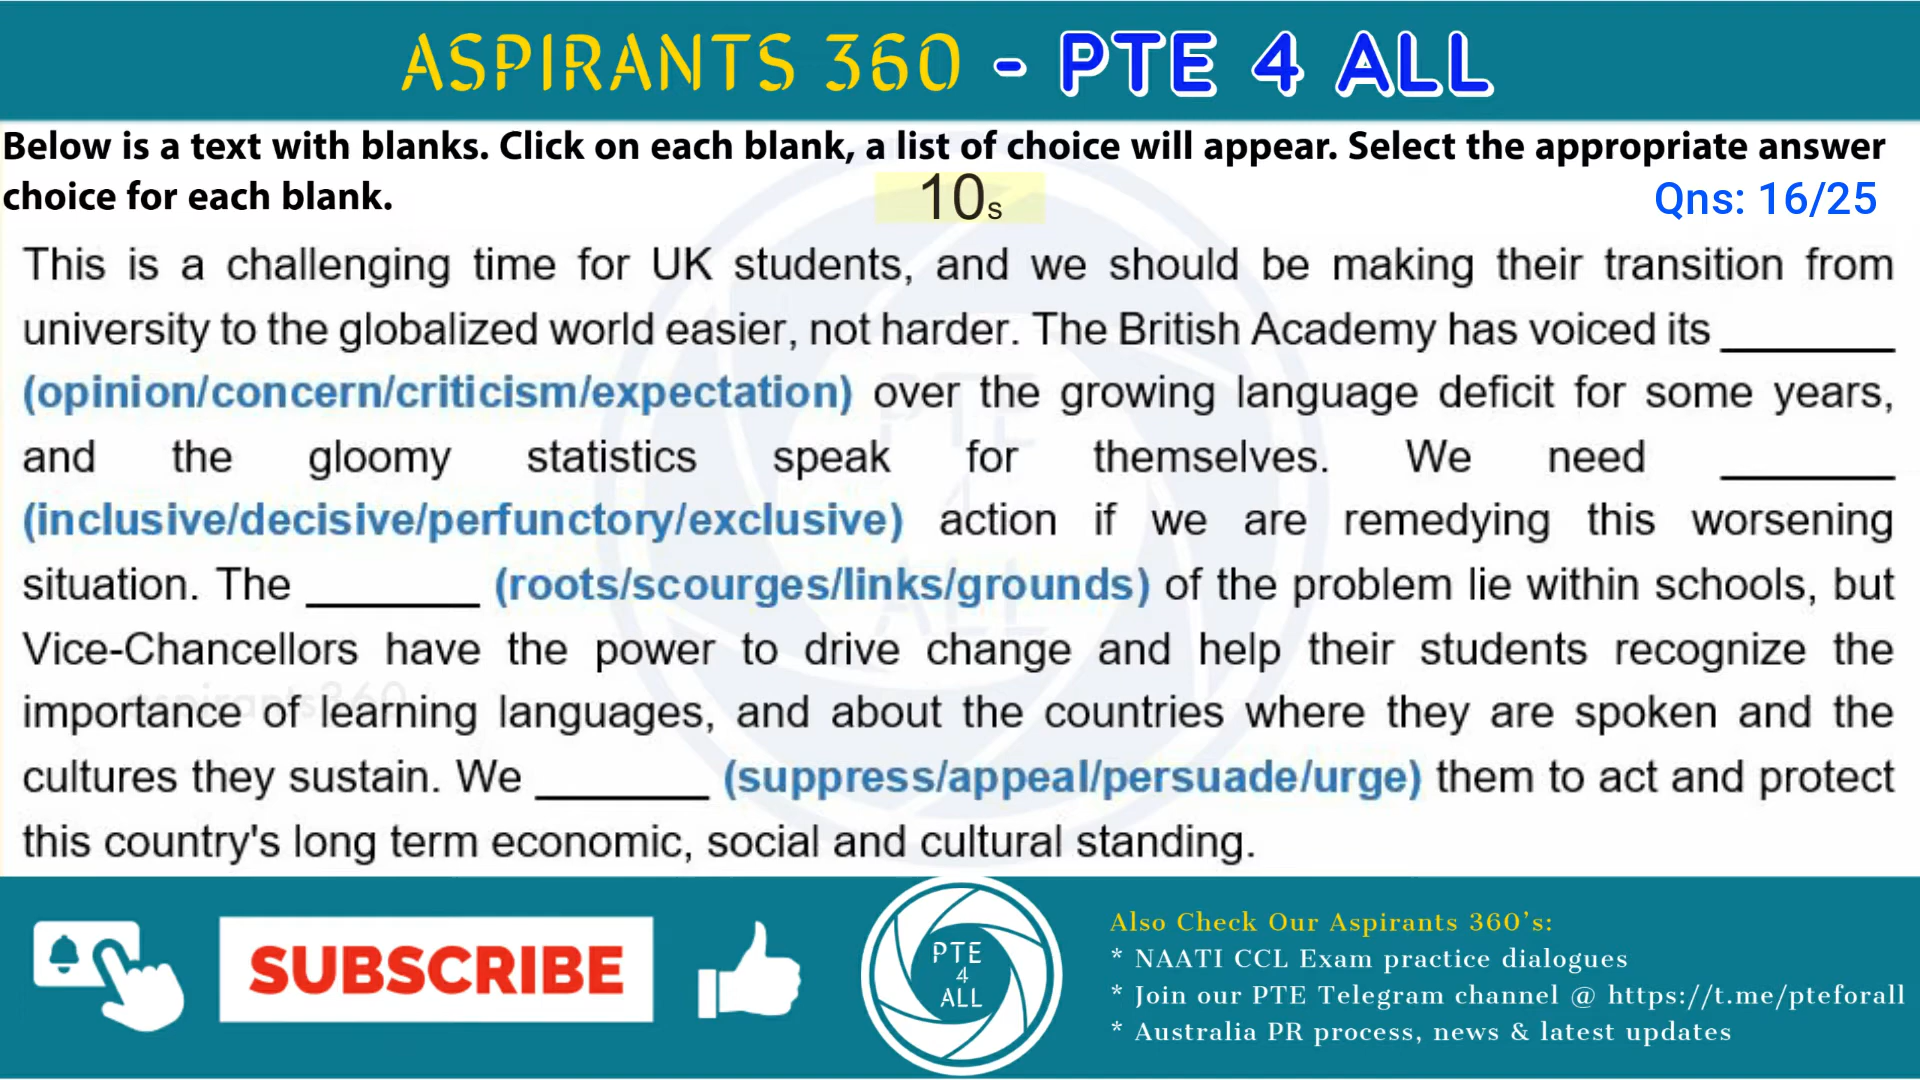 ASPIRANTS 360 - PTE 4 ALL
Below is a text with blanks. Click on each blank, a list of choice will appear. Select the appropriate answer
choice for each blank.
10s
Qns: 16/25
This is a challenging time for UK students, and we should be making their transition from
university to the globalized world easier, not harder. The British Academy has voiced its _______
(opinion/concern/criticism/expectation) over the growing language deficit for some years,
and the gloomy statistics speak for themselves. We need _______
(inclusive/decisive/perfunctory/exclusive) action if we are remedying this worsening
situation. The _______ (roots/scourges/links/grounds) of the problem lie within schools, but
Vice-Chancellors have the power to drive change and help their students recognize the
importance of learning languages, and about the countries where they are spoken and the
cultures they sustain. We _______ (suppress/appeal/persuade/urge) them to act and protect
this country's long term economic, social and cultural standing.
aspirants360
PTE
4
ALL
SUBSCRIBE
PTE
4
ALL
Also Check Our Aspirants 360's:
* NAATI CCL Exam practice dialogues
* Join our PTE Telegram channel @ https://t.me/pteforall
* Australia PR process, news & latest updates